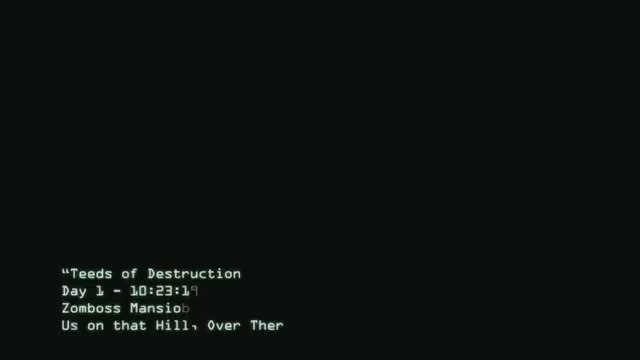 “Teeds of Destruction
Day 1 - 10:23:19
Zomboss Mansiob
Us on that Hill, Over Ther